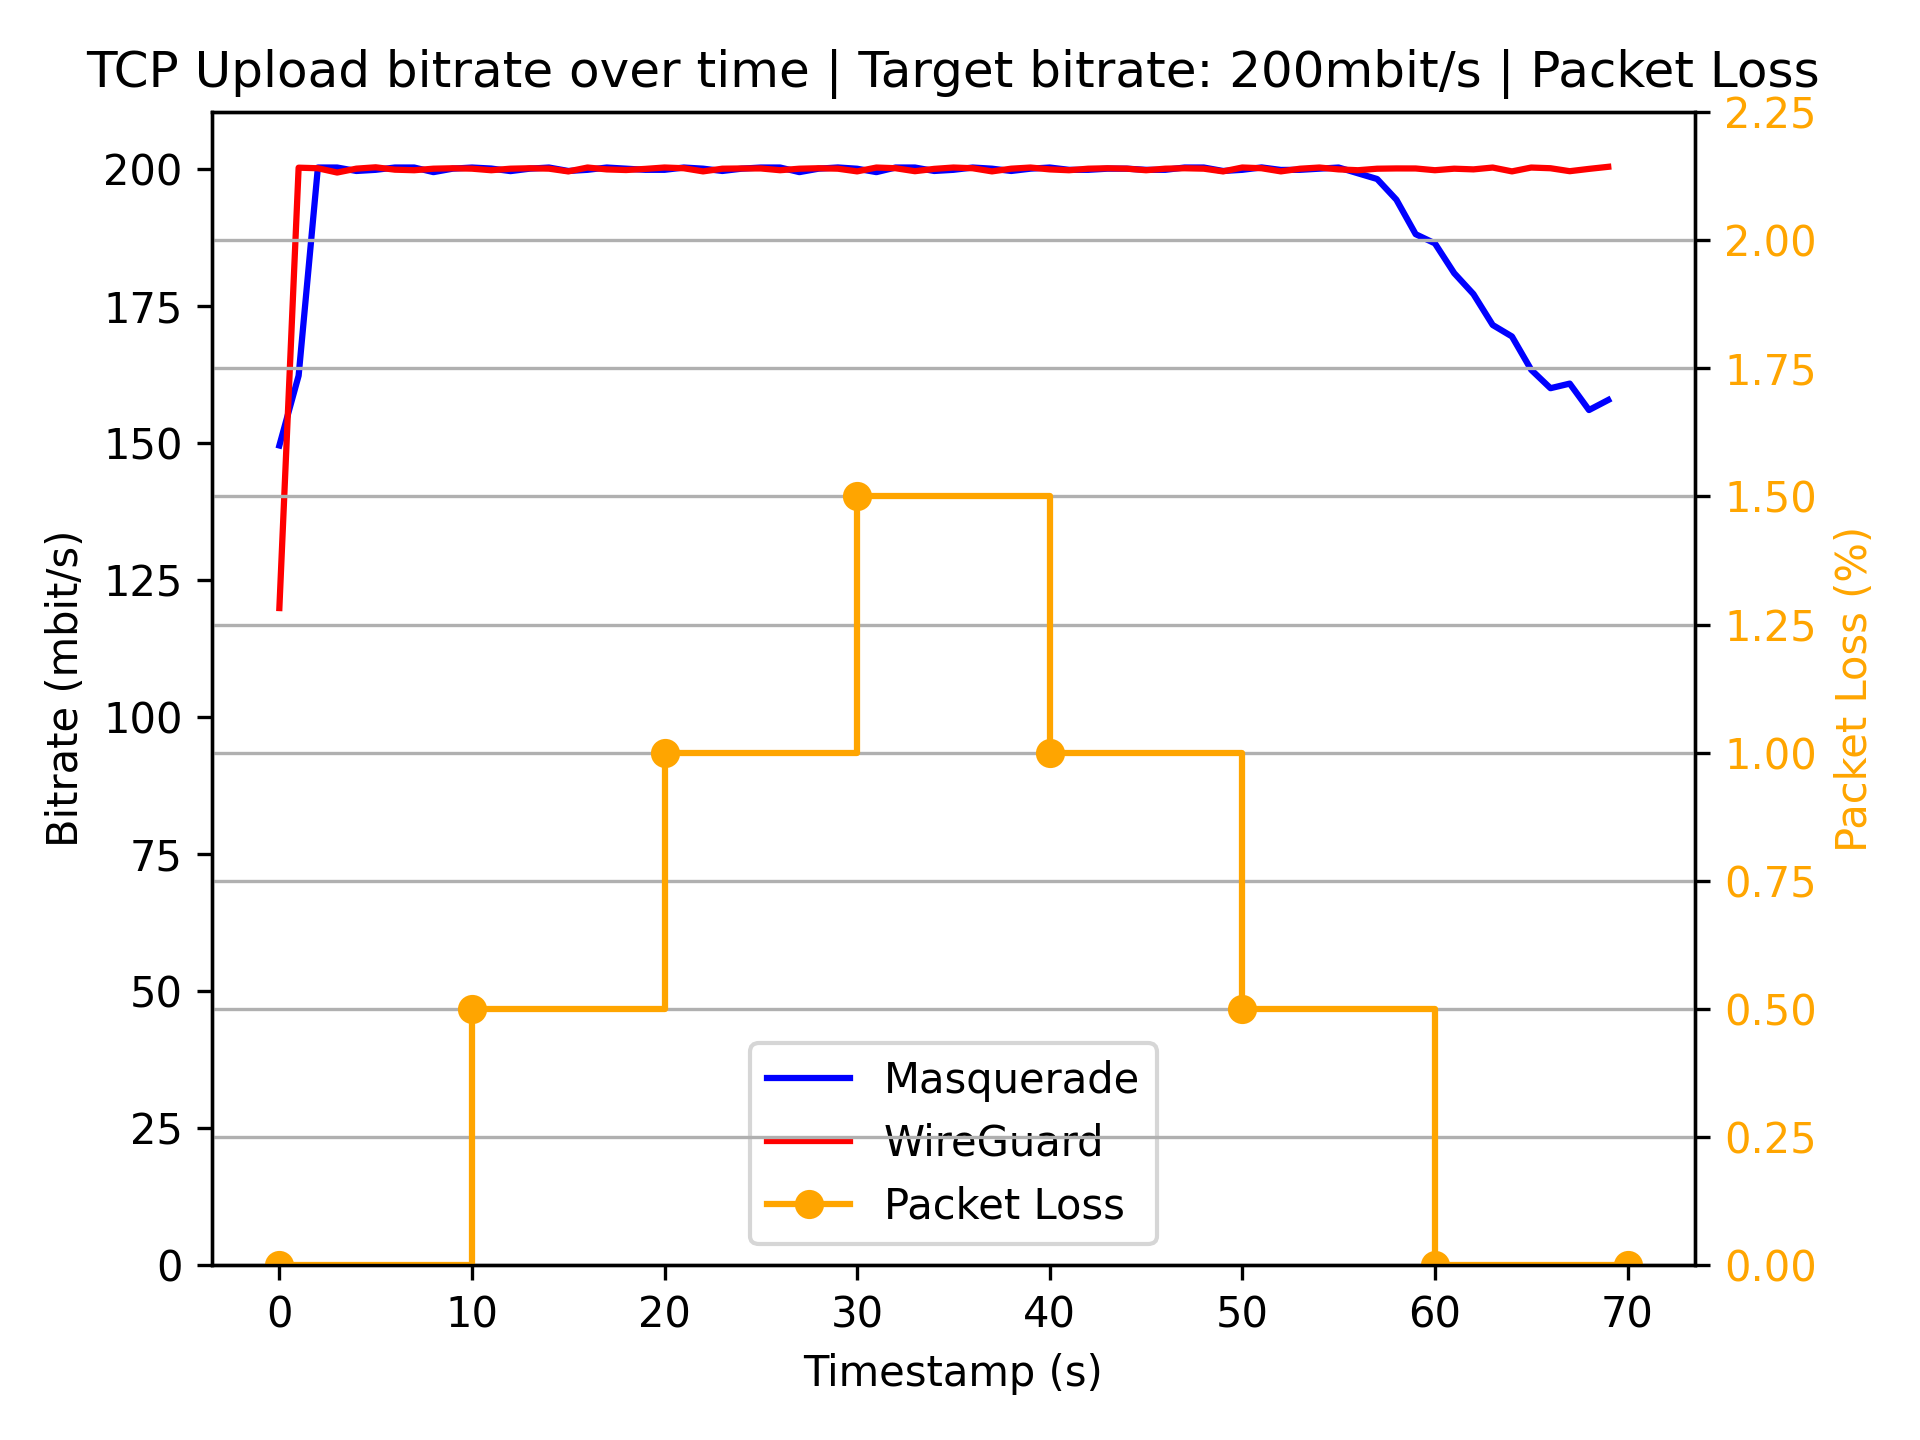 TCP Upload bitrate over time | Target bitrate: 200mbit/s | Packet Loss
Bitrate (mbit/s)
200
175
150
125
100
75
50
25
0
2.25
2.00
1.75
1.50
1.25
1.00
0.75
0.50
0.25
0.00
Packet Loss (%)
Masquerade
WireGuard
Packet Loss
0 10 20 30 40 50 60 70
Timestamp (s)